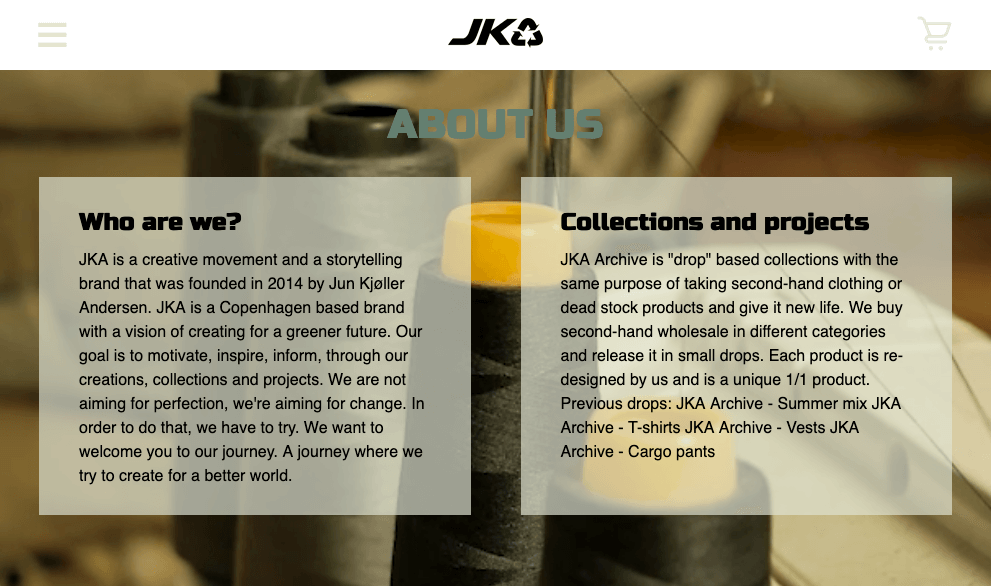 JKA
ABOUT US
Who are we?
JKA is a creative movement and a storytelling
brand that was founded in 2014 by Jun Kjøller
Andersen. JKA is a Copenhagen based brand
with a vision of creating for a greener future. Our
goal is to motivate, inspire, inform, through our
creations, collections and projects. We are not
aiming for perfection, we're aiming for change. In
order to do that, we have to try. We want to
welcome you to our journey. A journey where we
try to create for a better world.
Collections and projects
JKA Archive is "drop" based collections with the
same purpose of taking second-hand clothing or
dead stock products and give it new life. We buy
second-hand wholesale in different categories
and release it in small drops. Each product is re-
designed by us and is a unique 1/1 product.
Previous drops: JKA Archive - Summer mix JKA
Archive - T-shirts JKA Archive - Vests JKA
Archive - Cargo pants